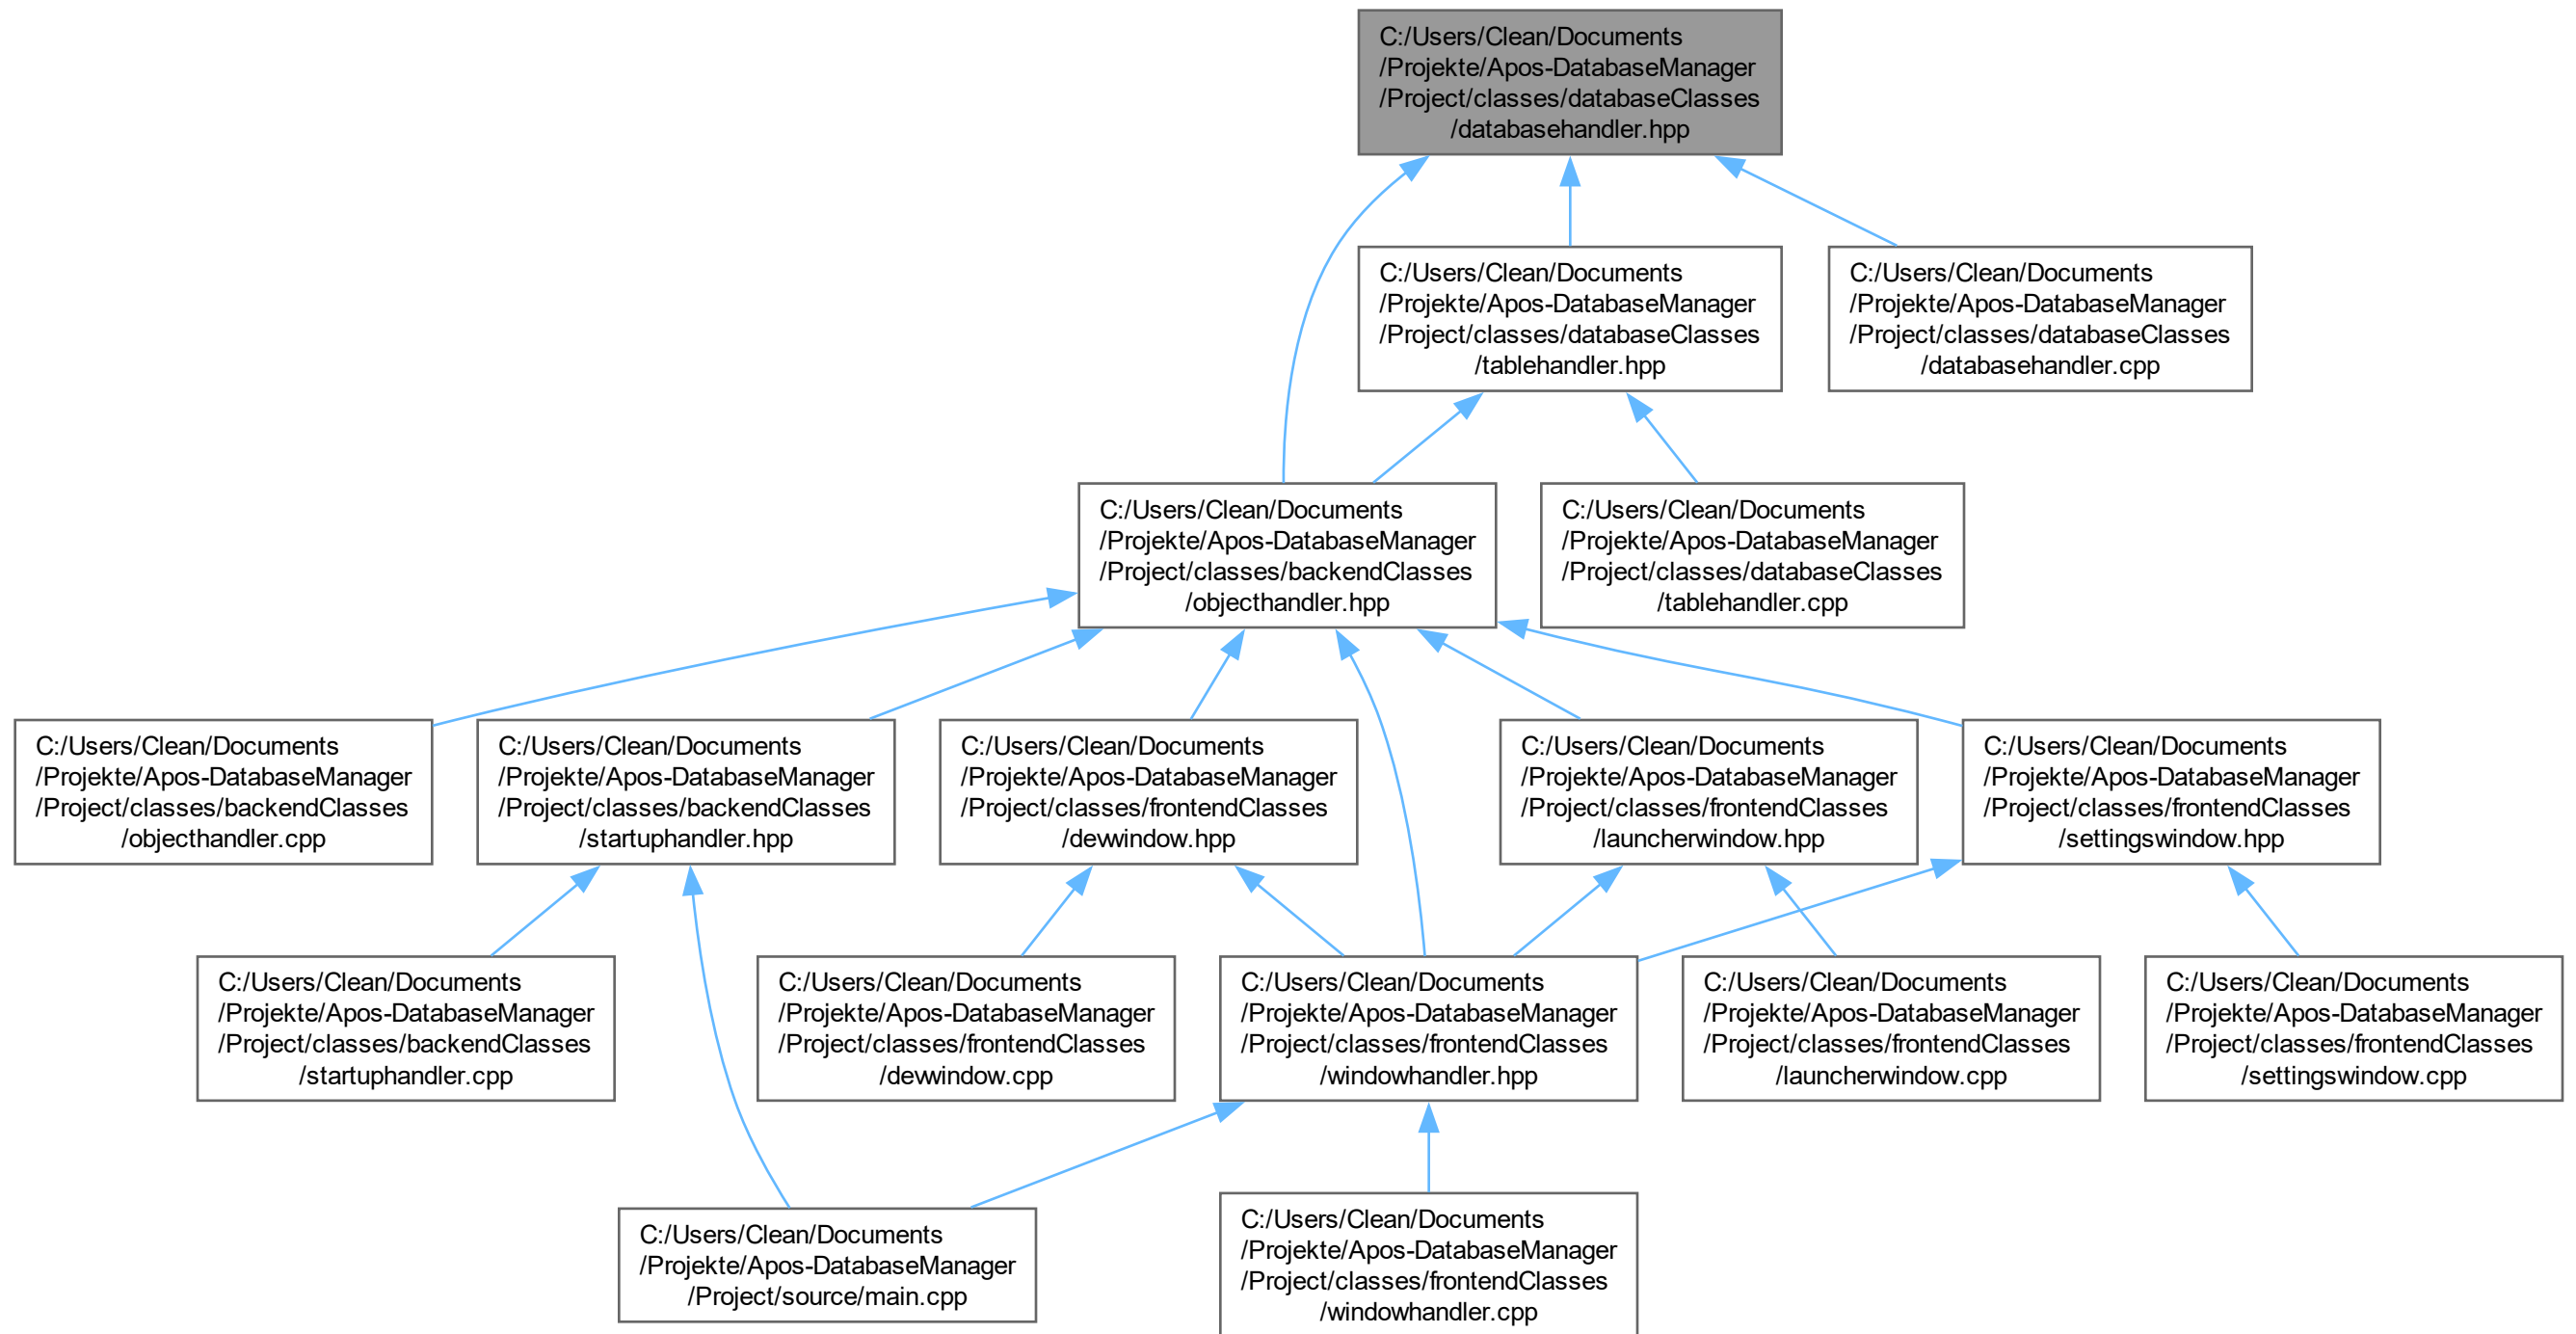 C:/Users/Clean/Documents
/Projekte/Apos-DatabaseManager
/Project/classes/databaseClasses
/databasehandler.hpp
C:/Users/Clean/Documents
/Projekte/Apos-DatabaseManager
/Project/classes/databaseClasses
/tablehandler.hpp
C:/Users/Clean/Documents
/Projekte/Apos-DatabaseManager
/Project/classes/databaseClasses
/databasehandler.cpp
C:/Users/Clean/Documents
/Projekte/Apos-DatabaseManager
/Project/classes/backendClasses
/objecthandler.hpp
C:/Users/Clean/Documents
/Projekte/Apos-DatabaseManager
/Project/classes/databaseClasses
/tablehandler.cpp
C:/Users/Clean/Documents
/Projekte/Apos-DatabaseManager
/Project/classes/backendClasses
/objecthandler.cpp
C:/Users/Clean/Documents
/Projekte/Apos-DatabaseManager
/Project/classes/backendClasses
/startuphandler.hpp
C:/Users/Clean/Documents
/Projekte/Apos-DatabaseManager
/Project/classes/frontendClasses
/devwindow.hpp
C:/Users/Clean/Documents
/Projekte/Apos-DatabaseManager
/Project/classes/frontendClasses
/launcherwindow.hpp
C:/Users/Clean/Documents
/Projekte/Apos-DatabaseManager
/Project/classes/frontendClasses
/settingswindow.hpp
C:/Users/Clean/Documents
/Projekte/Apos-DatabaseManager
/Project/classes/backendClasses
/startuphandler.cpp
C:/Users/Clean/Documents
/Projekte/Apos-DatabaseManager
/Project/classes/frontendClasses
/devwindow.cpp
C:/Users/Clean/Documents
/Projekte/Apos-DatabaseManager
/Project/classes/frontendClasses
/windowhandler.hpp
C:/Users/Clean/Documents
/Projekte/Apos-DatabaseManager
/Project/classes/frontendClasses
/launcherwindow.cpp
C:/Users/Clean/Documents
/Projekte/Apos-DatabaseManager
/Project/classes/frontendClasses
/settingswindow.cpp
C:/Users/Clean/Documents
/Projekte/Apos-DatabaseManager
/Project/source/main.cpp
C:/Users/Clean/Documents
/Projekte/Apos-DatabaseManager
/Project/classes/frontendClasses
/windowhandler.cpp